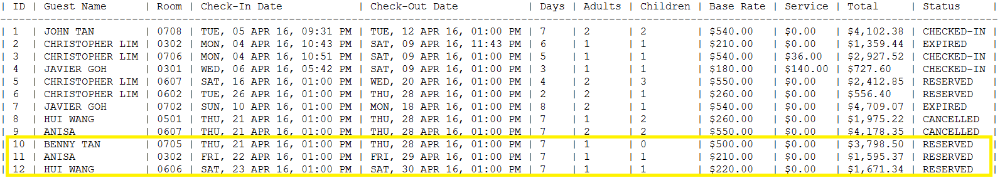 | ID | Guest Name | Room | Check-In Date | Check-Out Date | Days | Adults | Children | Base Rate | Service | Total | Status |
| 1 | JOHN TAN | 0708 | TUE, 05 APR 16, 09:31 PM | TUE, 12 APR 16, 01:00 PM | 7 | 2 | 2 | $540.00 | $0.00 | $4,102.38 | CHECKED-IN |
| 2 | CHRISTOPHER LIM | 0302 | MON, 04 APR 16, 10:43 PM | SAT, 09 APR 16, 11:43 PM | 6 | 1 | 1 | $210.00 | $0.00 | $1,359.44 | EXPIRED |
| 3 | CHRISTOPHER LIM | 0706 | MON, 04 APR 16, 10:51 PM | SAT, 09 APR 16, 01:00 PM | 5 | 1 | 1 | $540.00 | $36.00 | $2,927.52 | CHECKED-IN |
| 4 | JAVIER GOH | 0301 | WED, 06 APR 16, 05:42 PM | SAT, 09 APR 16, 01:00 PM | 3 | 1 | 1 | $180.00 | $140.00 | $727.60 | CHECKED-IN |
| 5 | CHRISTOPHER LIM | 0607 | SAT, 16 APR 16, 01:00 PM | WED, 20 APR 16, 01:00 PM | 4 | 2 | 3 | $550.00 | $0.00 | $2,412.85 | RESERVED |
| 6 | CHRISTOPHER LIM | 0602 | TUE, 26 APR 16, 01:00 PM | THU, 28 APR 16, 01:00 PM | 2 | 2 | 1 | $260.00 | $0.00 | $556.40 | RESERVED |
| 7 | JAVIER GOH | 0702 | SUN, 10 APR 16, 01:00 PM | MON, 18 APR 16, 01:00 PM | 8 | 2 | 1 | $540.00 | $0.00 | $4,709.07 | EXPIRED |
| 8 | HUI WANG | 0501 | THU, 21 APR 16, 01:00 PM | THU, 28 APR 16, 01:00 PM | 7 | 1 | 2 | $260.00 | $0.00 | $1,975.22 | CANCELLED |
| 9 | ANISA | 0607 | THU, 21 APR 16, 01:00 PM | THU, 28 APR 16, 01:00 PM | 7 | 2 | 2 | $550.00 | $0.00 | $4,178.35 | CANCELLED |
| 10 | BENNY TAN | 0705 | THU, 21 APR 16, 01:00 PM | THU, 28 APR 16, 01:00 PM | 7 | 1 | 0 | $500.00 | $0.00 | $3,798.50 | RESERVED |
| 11 | ANISA | 0302 | FRI, 22 APR 16, 01:00 PM | FRI, 29 APR 16, 01:00 PM | 7 | 1 | 1 | $210.00 | $0.00 | $1,595.37 | RESERVED |
| 12 | HUI WANG | 0606 | SAT, 23 APR 16, 01:00 PM | SAT, 30 APR 16, 01:00 PM | 7 | 1 | 1 | $220.00 | $0.00 | $1,671.34 | RESERVED |